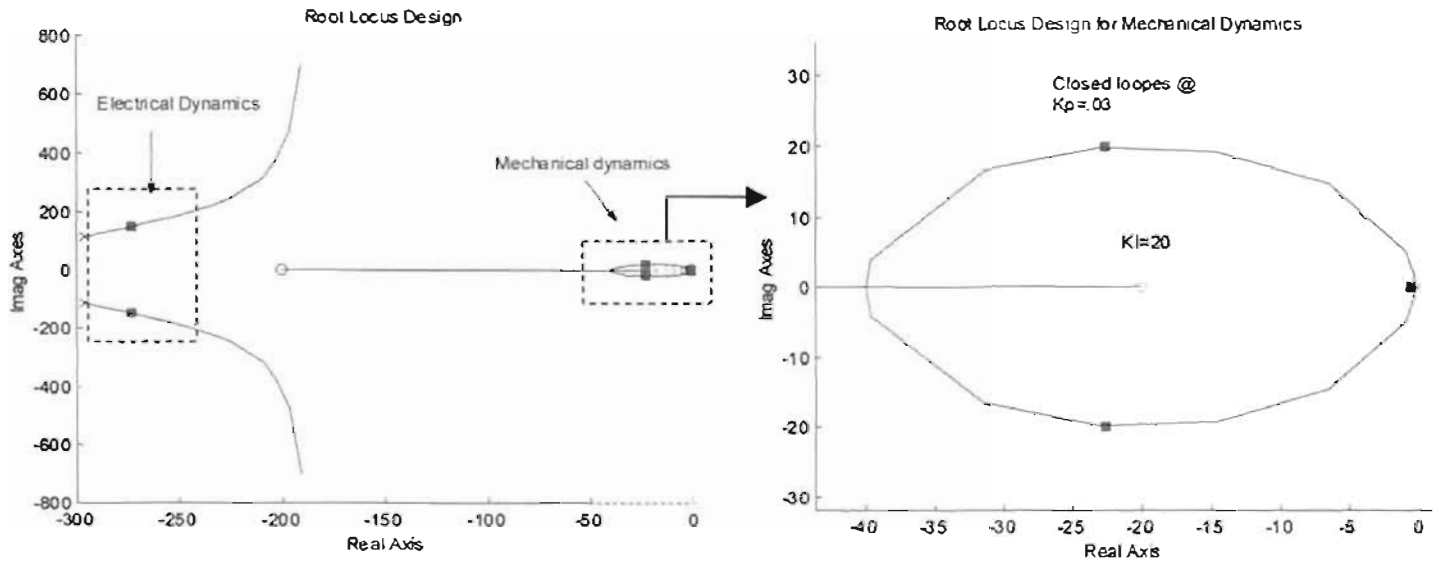 Root Locus Design
800
600
400
200
0
-200
-400
-600
-800
Imag Axes
-300
-250
-200
-150
-100
-50
0
Real Axis
Electrical Dynamics
Mechanical dynamics
Root Locus Design for Mechanical Dynamics
30
20
10
0
-10
-20
-30
Imag Axes
-40
-35
-30
-25
-20
-15
-10
-5
0
Real Axis
Closed loopes @
Kp=.03
KI=20